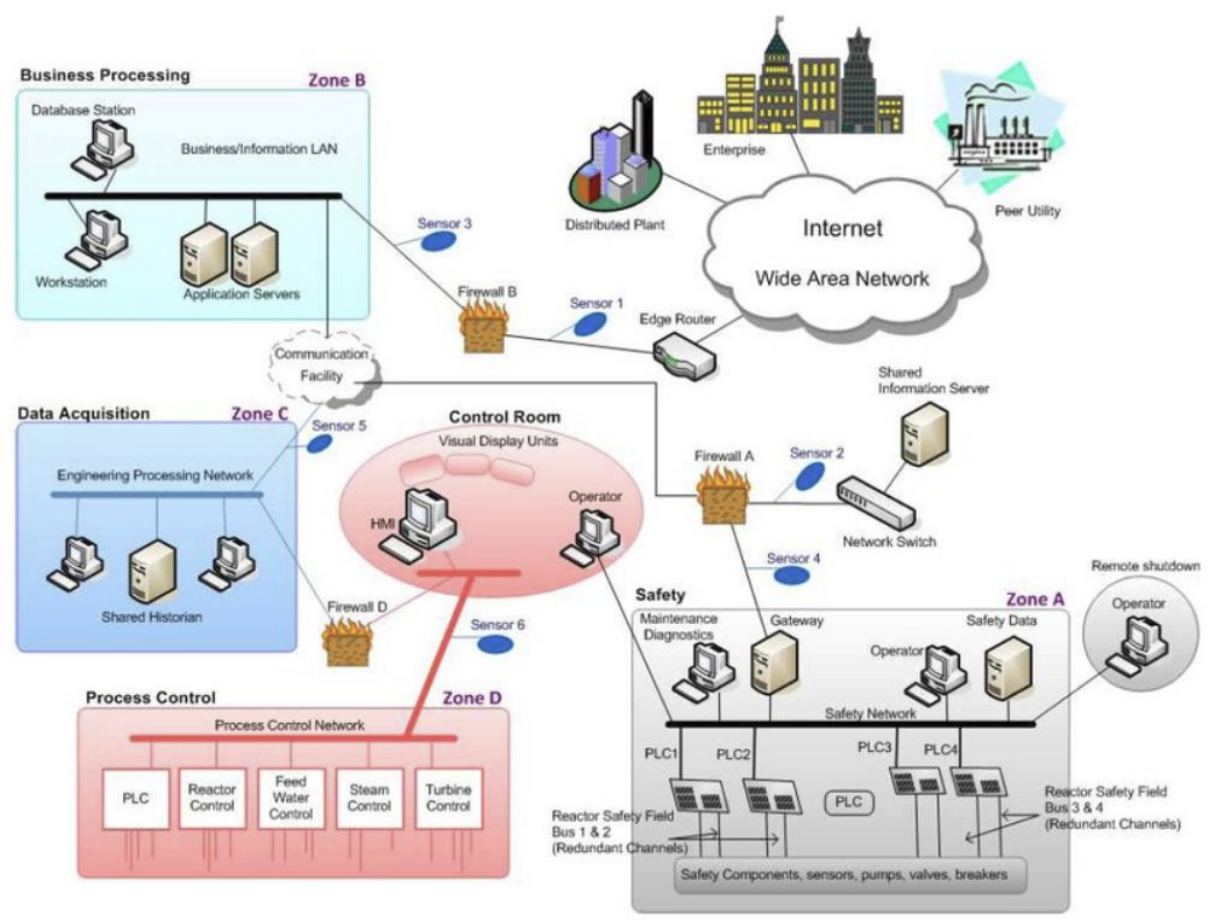 Business Processing
Zone B
Database Station
Business/Information LAN
Workstation
Application Servers
Enterprise
Distributed Plant
Peer Utility
Internet
Wide Area Network
Sensor 3
Firewall B
Sensor 1
Edge Router
Communication
Facility
Shared
Information Server
Data Acquisition
Zone C
Sensor 5
Engineering Processing Network
Shared Historian
Control Room
Visual Display Units
HMI
Operator
Firewall A
Sensor 2
Network Switch
Sensor 4
Firewall D
Sensor 6
Remote shutdown
Operator
Safety
Zone A
Maintenance
Diagnostics
Gateway
Operator
Safety Data
Safety Network
PLC1
PLC2
PLC3
PLC4
PLC
Reactor Safety Field
Bus 1 & 2
(Redundant Channels)
Reactor Safety Field
Bus 3 & 4
(Redundant Channels)
Safety Components, sensors, pumps, valves, breakers
Process Control
Zone D
Process Control Network
PLC
Reactor
Control
Feed
Water
Control
Steam
Control
Turbine
Control